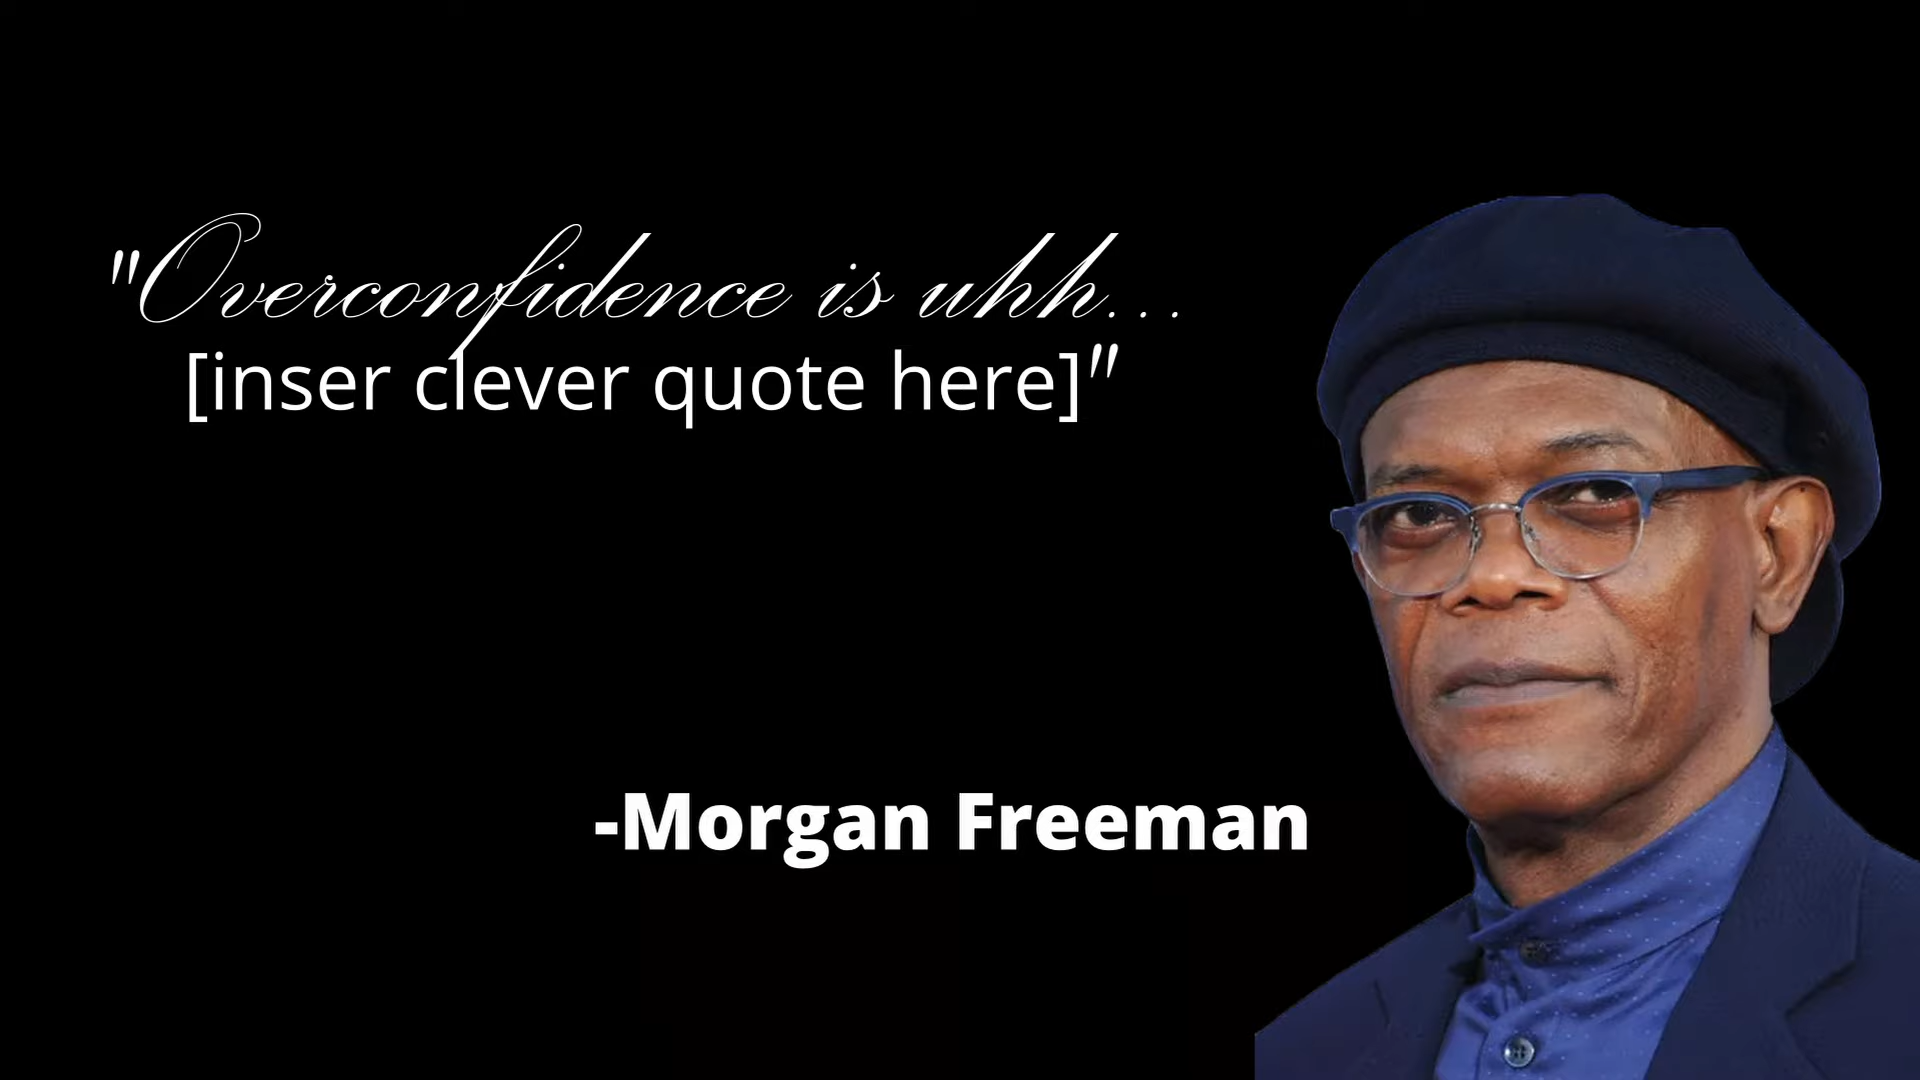 "Overconfidence is uhh...
[inser clever quote here]"
-Morgan Freeman